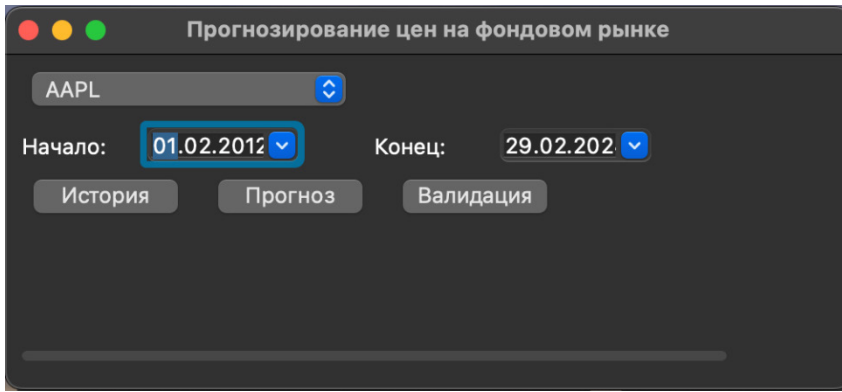 Прогнозирование цен на фондовом рынке
AAPL
Начало: 01.02.2012 Конец: 29.02.202
История Прогноз Валидация